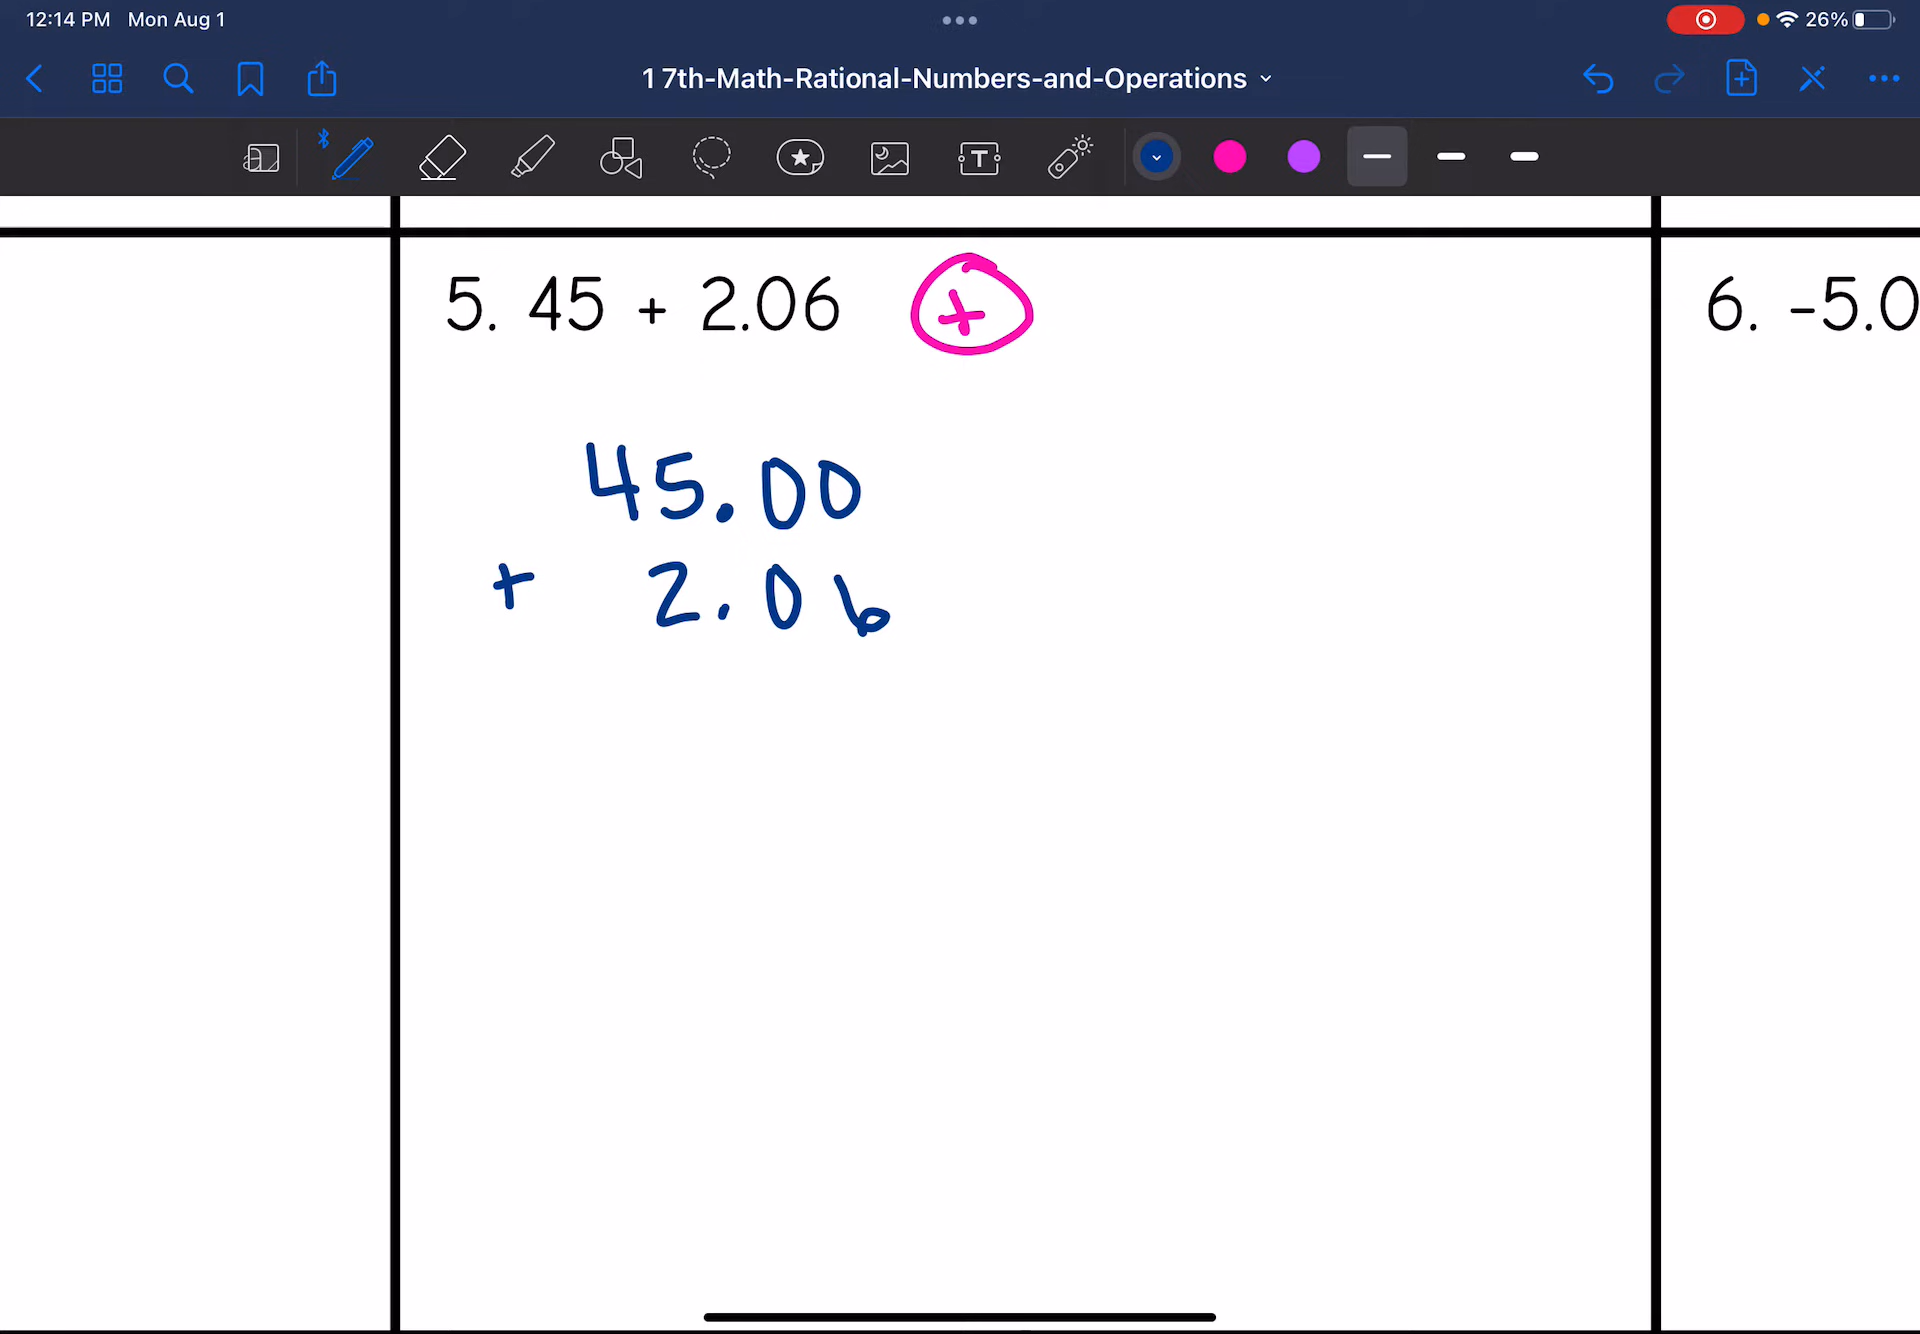 12:14 PM Mon Aug 1
26%
1 7th-Math-Rational-Numbers-and-Operations
a
T
5. 45 + 2.06 +
6. -5.0
45.00
+ 2.06